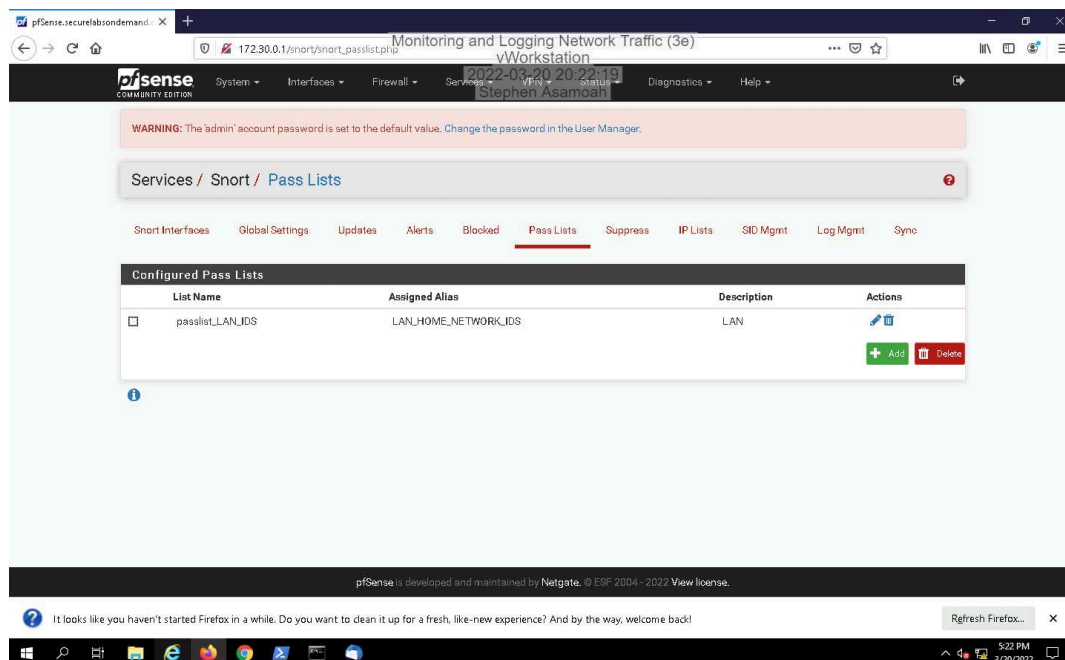 pfSense.securelabsondemand.
172.30.0.1/snort/snort_passlist.php
Monitoring and Logging Network Traffic (3e)
vWorkstation
2022-03-20 20:22:19
Stephen Asamoah
pfsense
COMMUNITY EDITION
System Interfaces Firewall Services VPN Status Diagnostics Help
WARNING: The 'admin' account password is set to the default value. Change the password in the User Manager.
Services / Snort / Pass Lists
Snort Interfaces Global Settings Updates Alerts Blocked Pass Lists Suppress IP Lists SID Mgmt Log Mgmt Sync
Configured Pass Lists
List Name Assigned Alias Description Actions
passlist_LAN_IDS LAN_HOME_NETWORK_IDS LAN
Add Delete
pfSense is developed and maintained by Netgate. © ESF 2004 - 2022 View license.
It looks like you haven't started Firefox in a while. Do you want to clean it up for a fresh, like-new experience? And by the way, welcome back!
Refresh Firefox...
5:22 PM
3/20/2022